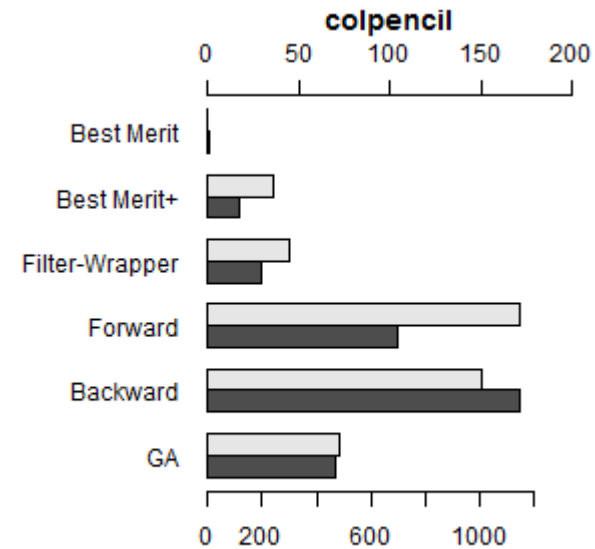 colpencil
0 50 100 150 200
Best Merit
Best Merit+
Filter-Wrapper
Forward
Backward
GA
0 200 600 1000